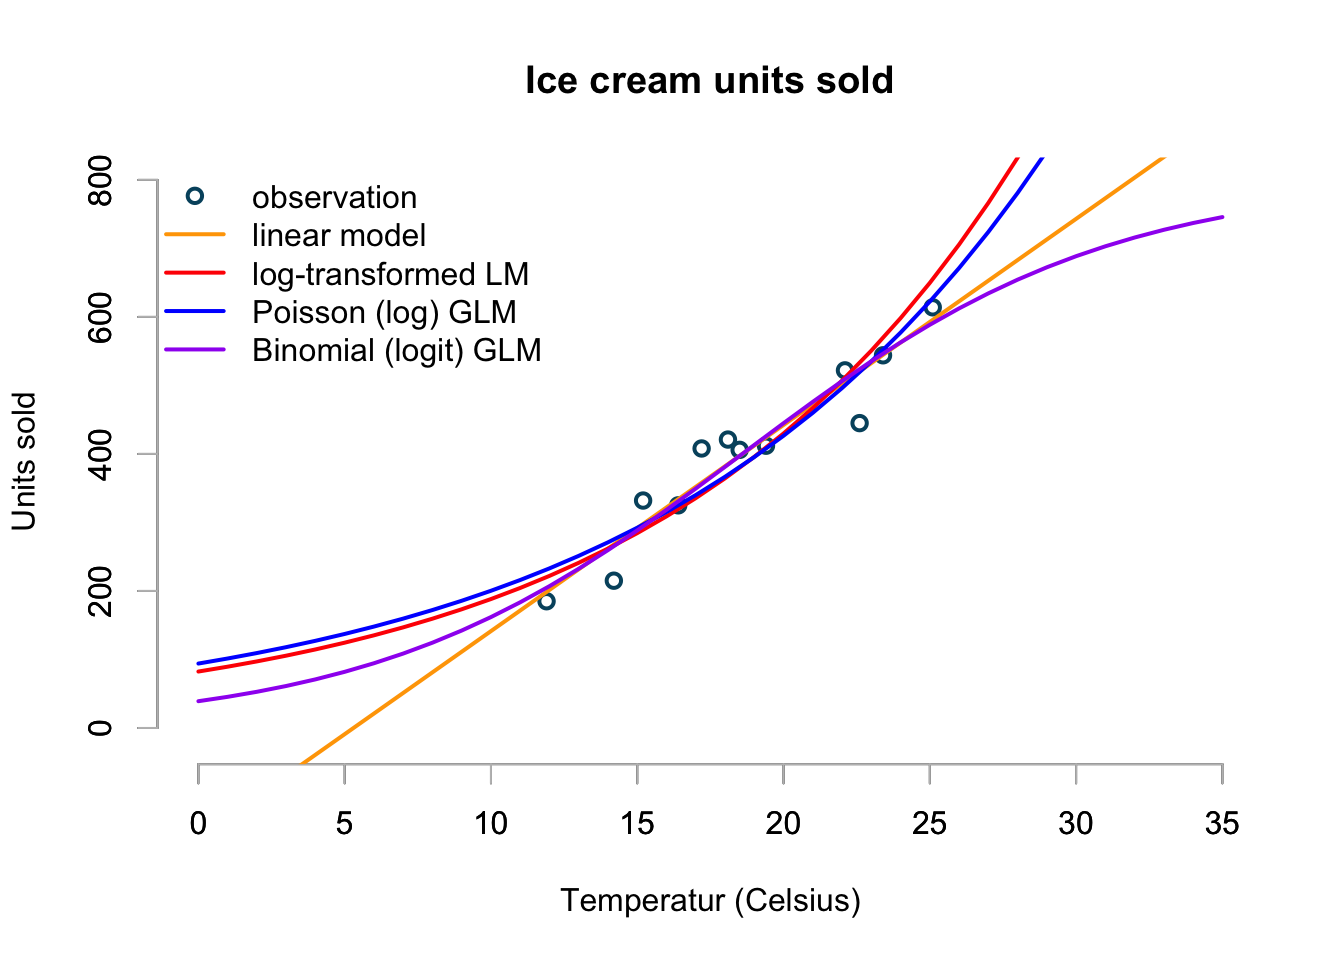 Ice cream units sold
observation
linear model
log-transformed LM
Poisson (log) GLM
Binomial (logit) GLM
Units sold
800
600
400
200
0
0 5 10 15 20 25 30 35
Temperatur (Celsius)